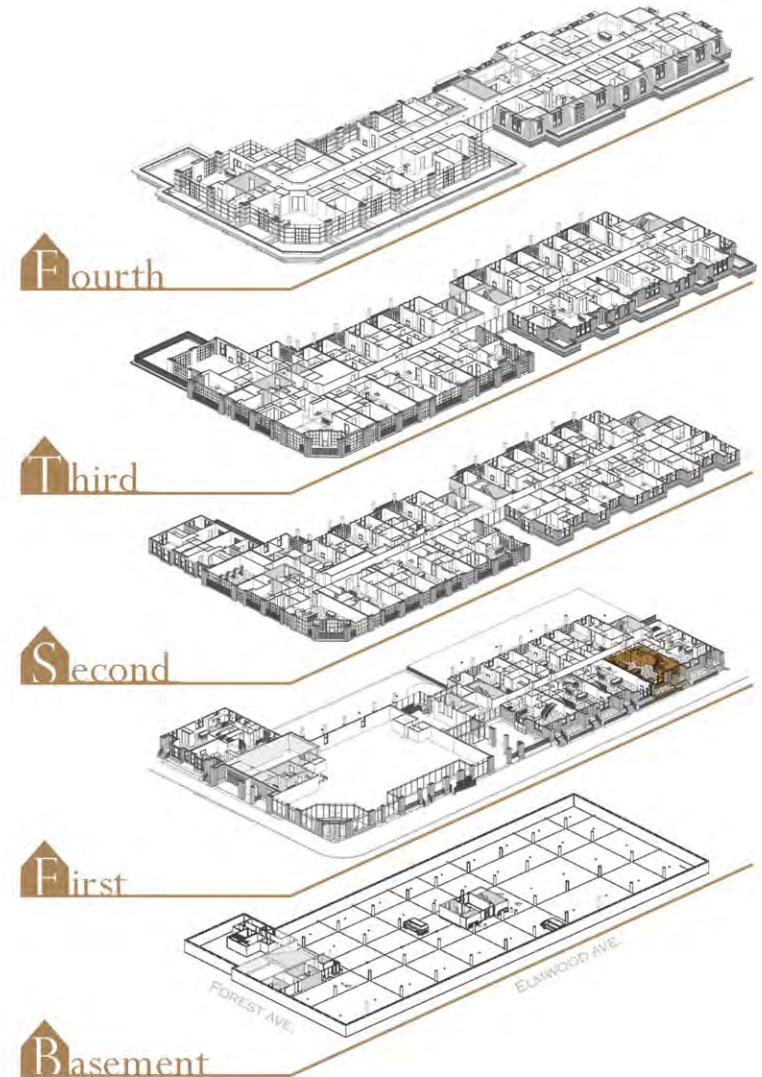 Fourth
Third
Second
First
FOREST AVE.
ELMWOOD AVE.
Basement